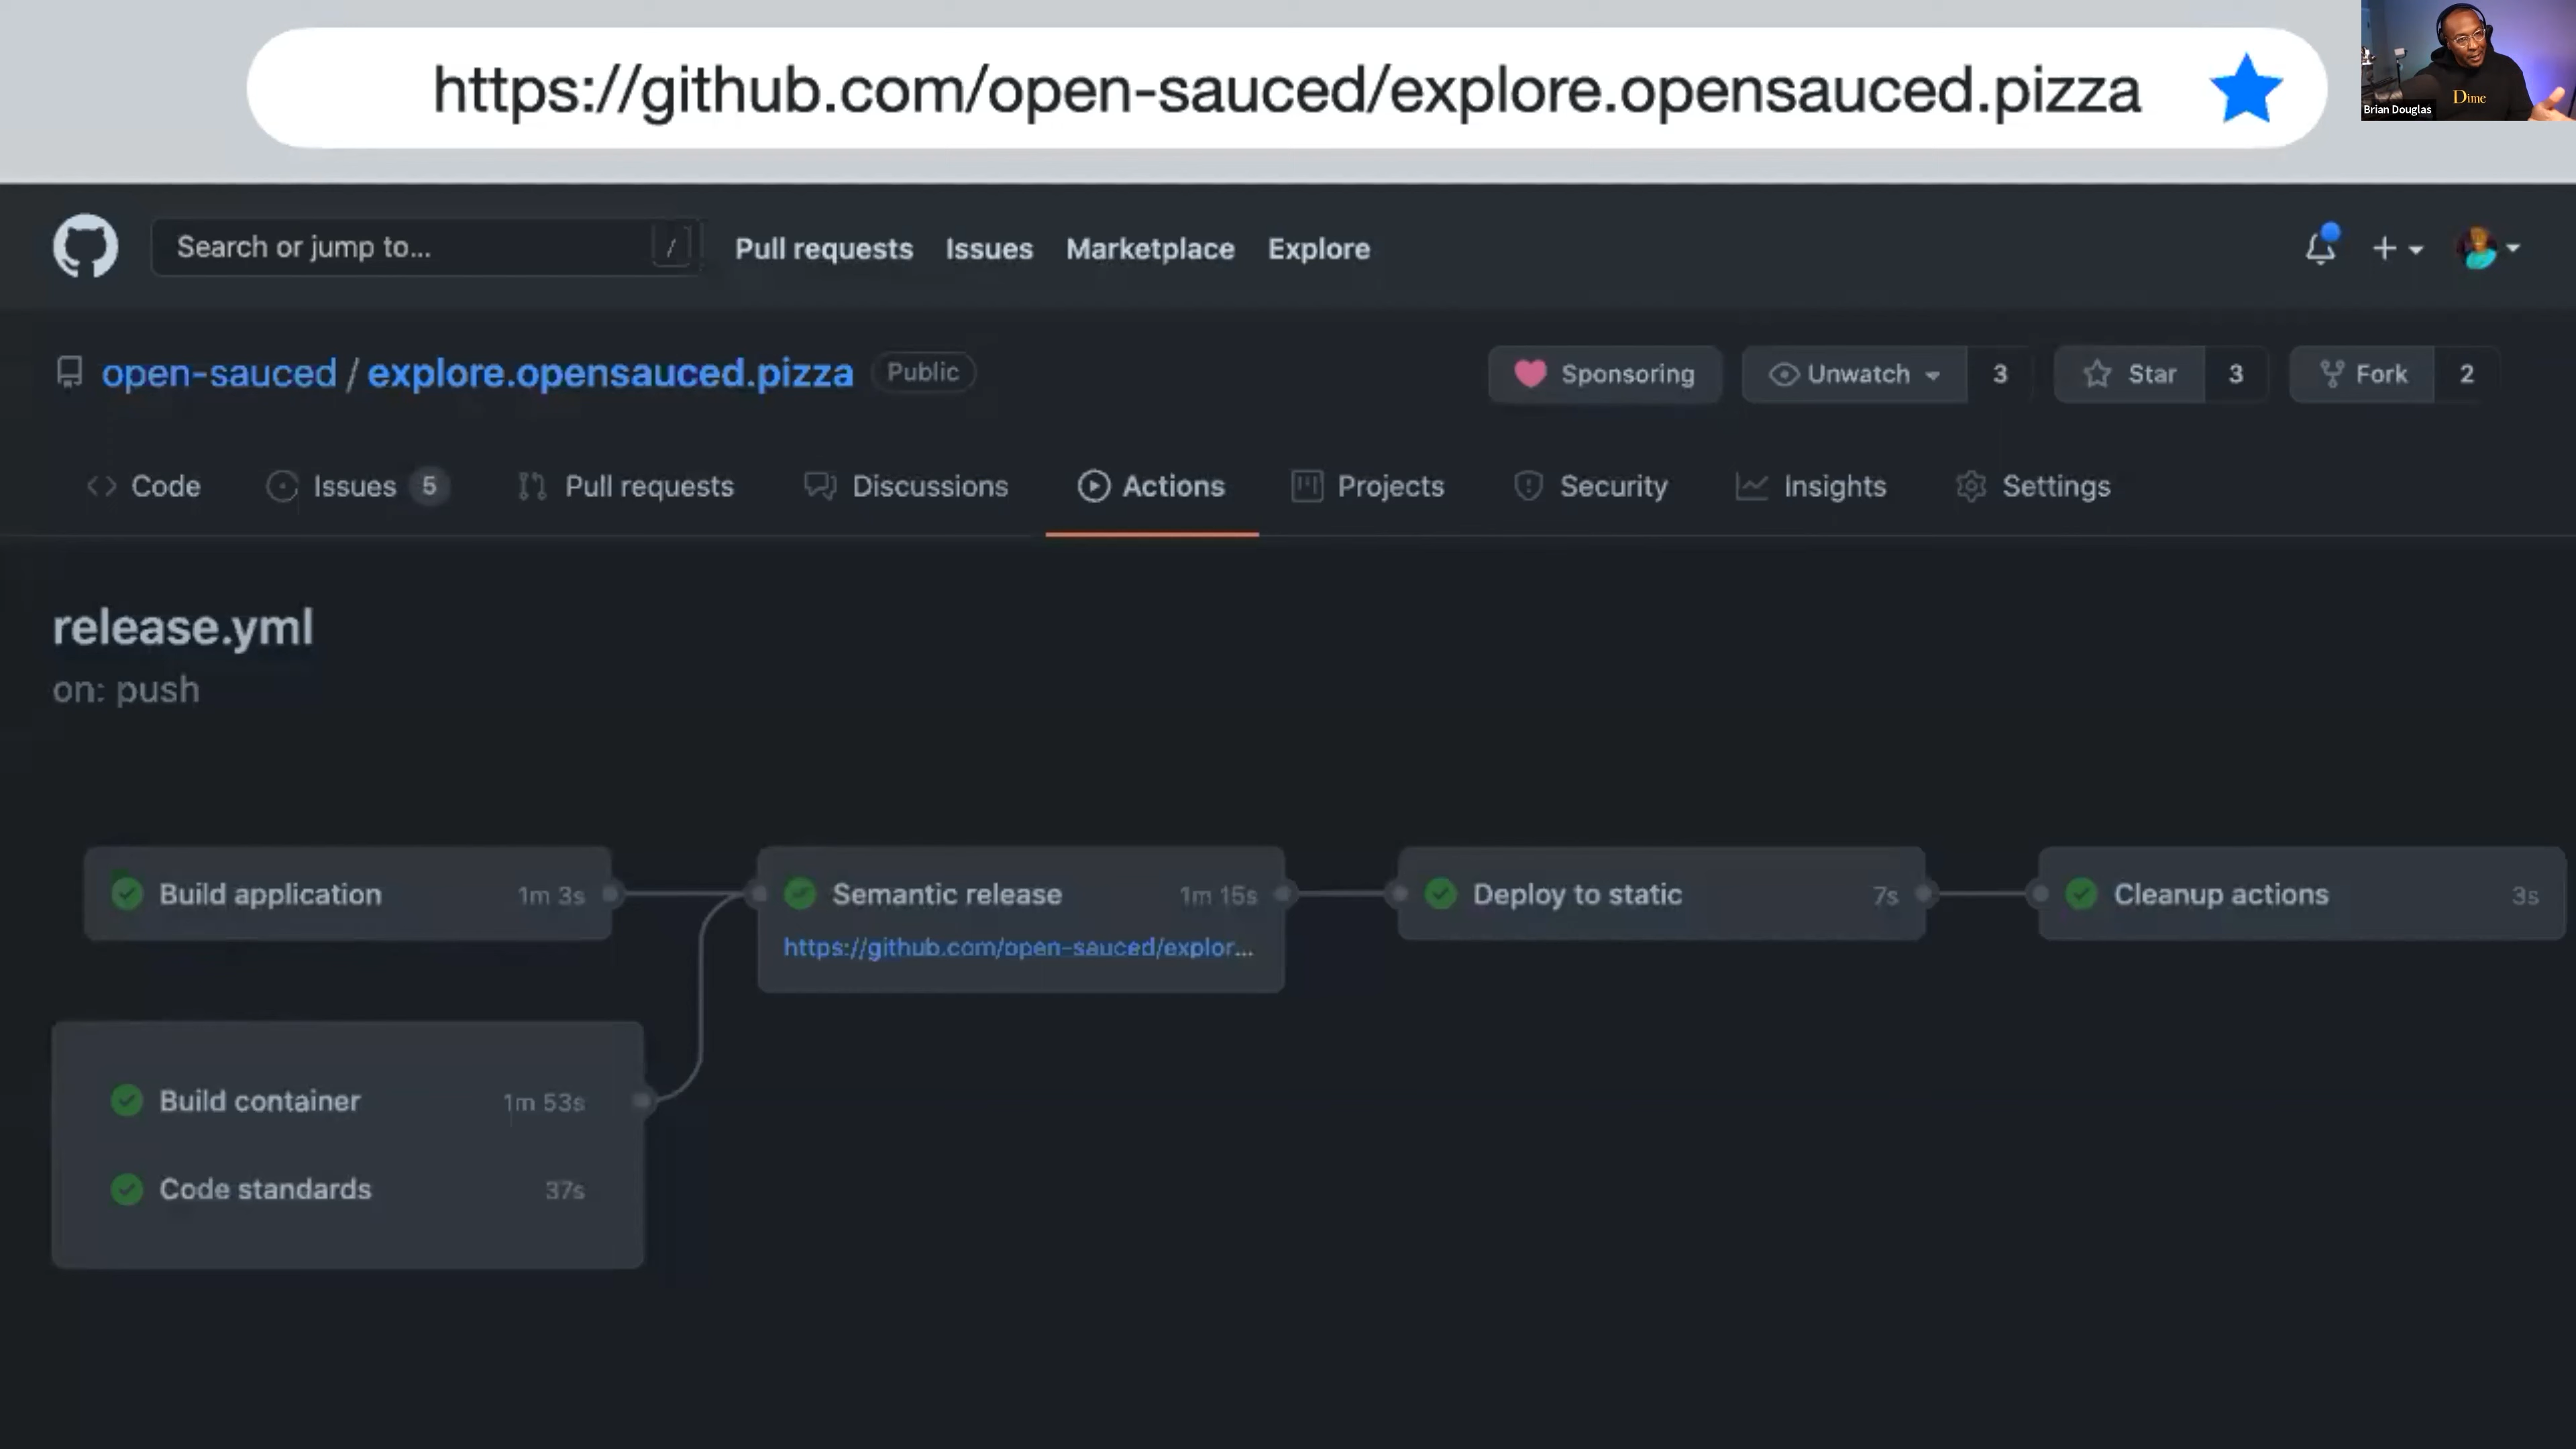 https://github.com/open-sauced/explore.opensauced.pizza
Dime
Brian Douglas
Search or jump to... /
Pull requests Issues Marketplace Explore
open-sauced / explore.opensauced.pizza Public
Sponsoring Unwatch 3 Star 3 Fork 2
Code Issues 5 Pull requests Discussions Actions Projects Security Insights Settings
release.yml
on: push
Build application 1m 3s
Semantic release 1m 15s
https://github.com/open-sauced/explor...
Deploy to static 7s
Cleanup actions 3s
Build container 1m 53s
Code standards 37s